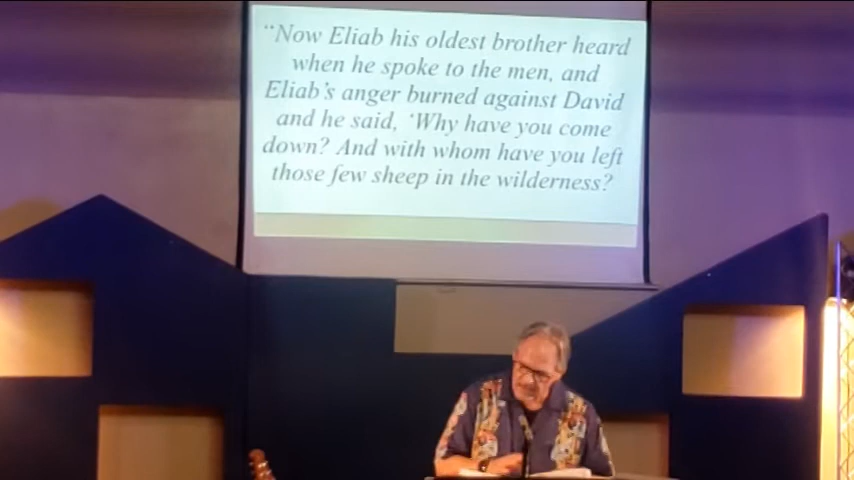 “Now Eliab his oldest brother heard
when he spoke to the men, and
Eliab’s anger burned against David
and he said, ‘Why have you come
down? And with whom have you left
those few sheep in the wilderness?